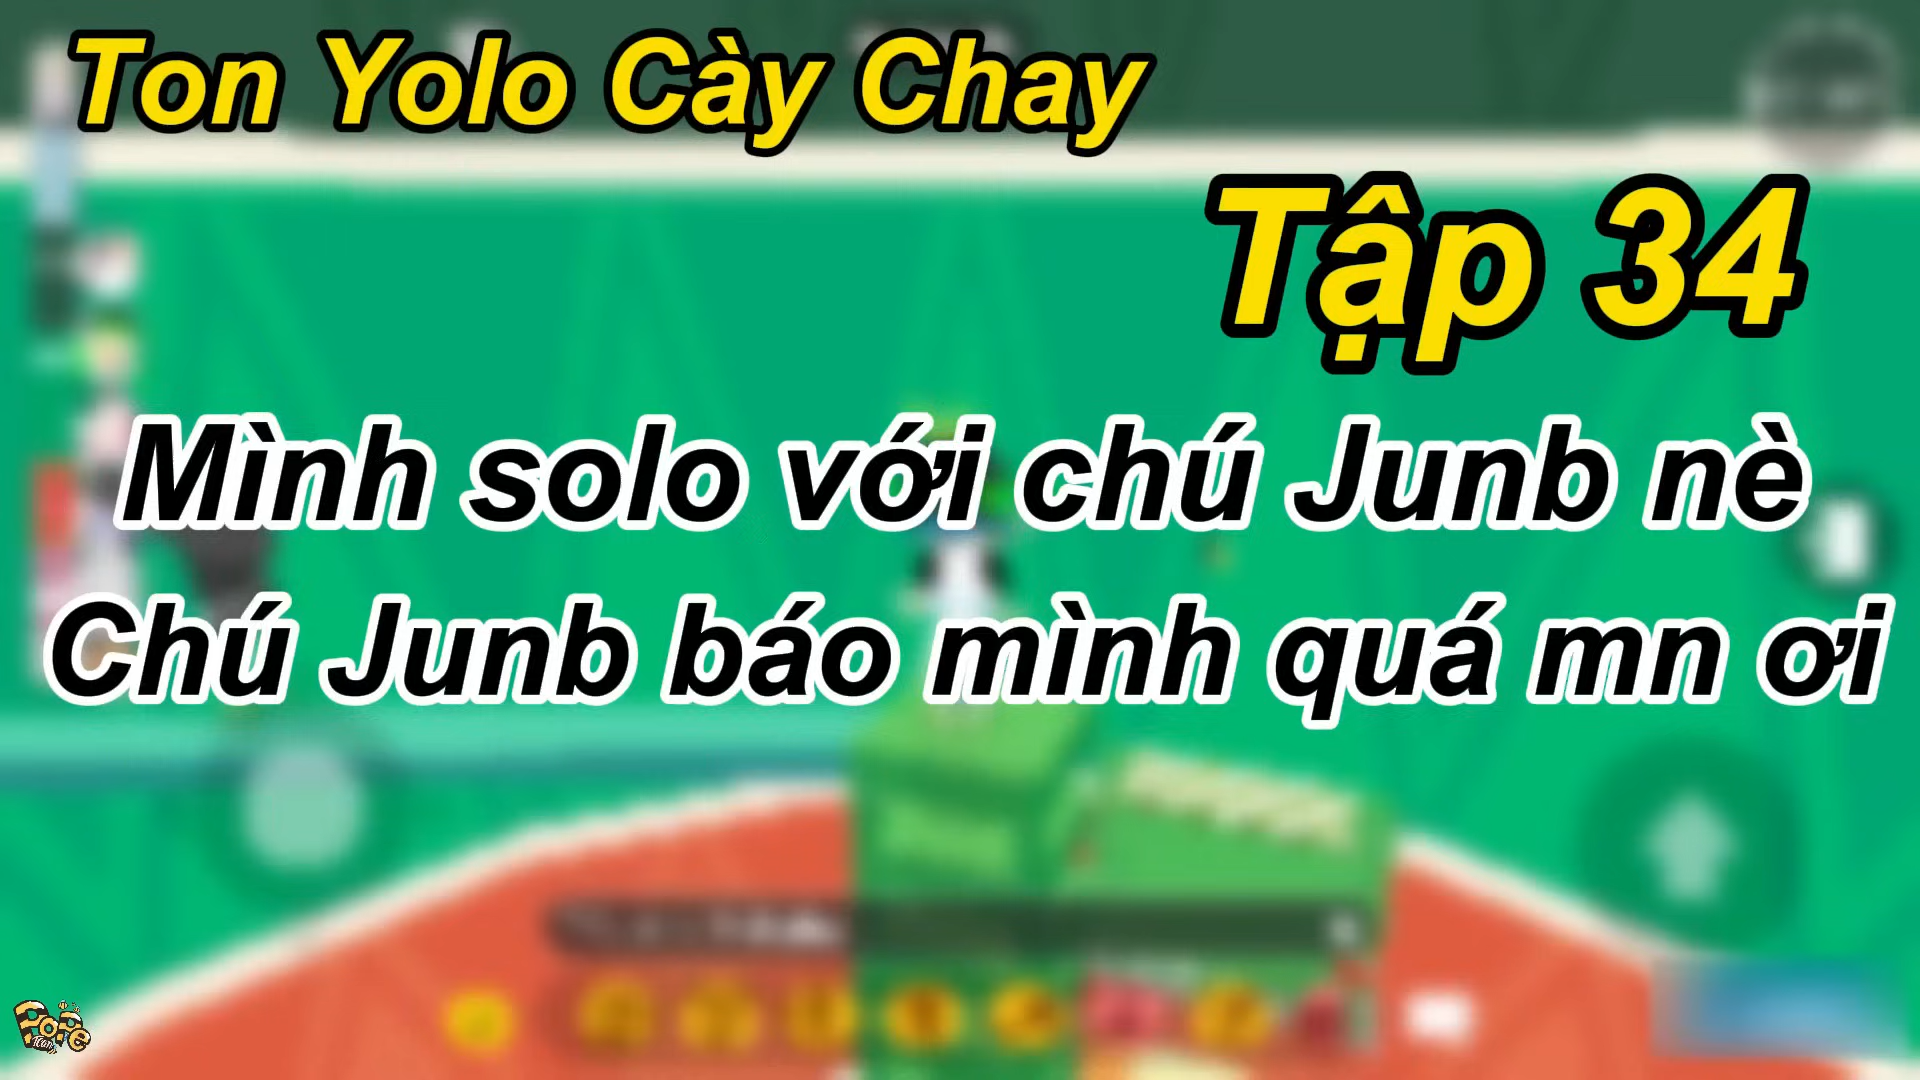 Ton Yolo Cày Chay
Tập 34
Mình solo với chú Junb nè
Chú Junb báo mình quá mn ơi
PoPe